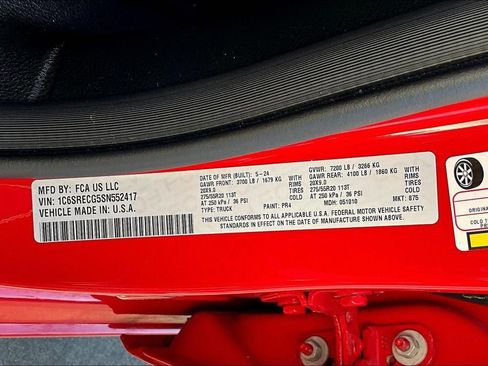 MFD BY: FCA US LLC
VIN: 1C6SRECG5SN552417
VEHICLE MADE IN: U.S.A.
DATE OF MFR (BUILT): 5-24
GAWR FRONT: 3700 LB / 1679 KG WITH
20X9.0 RIMS
275/55R20 113T TIRES
AT 250 kPa / 36 PSI COLD
TYPE: TRUCK PAINT: PR4
GVWR: 7200 LB / 3266 KG
GAWR REAR: 4100 LB / 1860 KG WITH
20X9.0 RIMS
275/55R20 113T TIRES
AT 250 kPa / 36 PSI COLD
MDH: 051010 MKT: 875
THIS VEHICLE CONFORMS TO ALL APPLICABLE U.S.A. FEDERAL MOTOR VEHICLE SAFETY
STANDARDS IN EFFECT ON THE DATE OF MANUFACTURE SHOWN ABOVE.
ORIGINAL
COLD